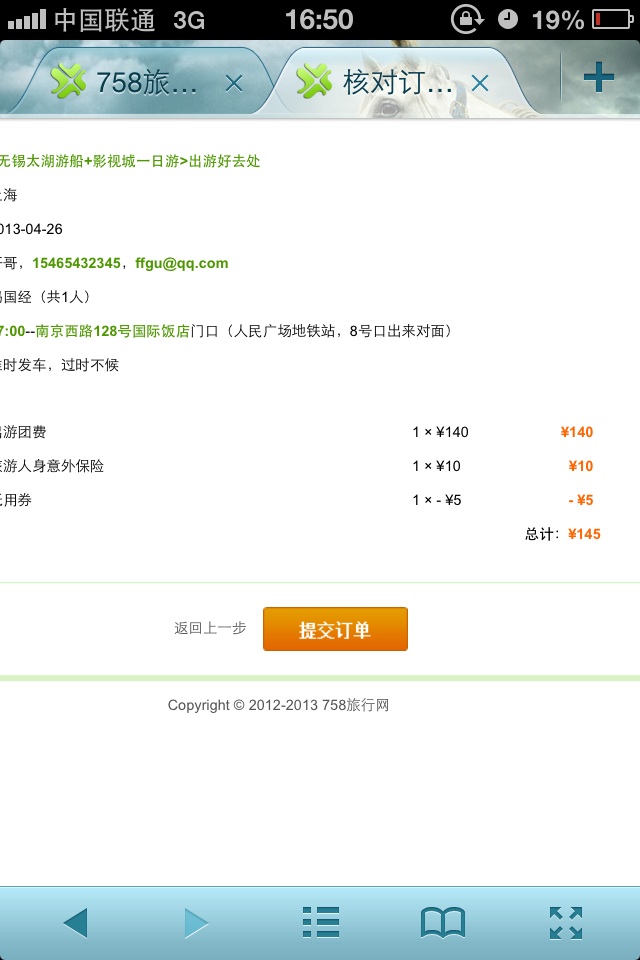 中国联通 3G 16:50 19%
758旅... 核对订...
无锡太湖游船+影视城一日游>出游好去处
海
013-04-26
哥，15465432345，ffgu@qq.com
国经（共1人）
7:00--南京西路128号国际饭店门口（人民广场地铁站，8号口出来对面）
时发车，过时不候
游团费 1 × ¥140 ¥140
游人身意外保险 1 × ¥10 ¥10
用券 1 × - ¥5 - ¥5
总计：¥145
返回上一步 提交订单
Copyright © 2012-2013 758旅行网